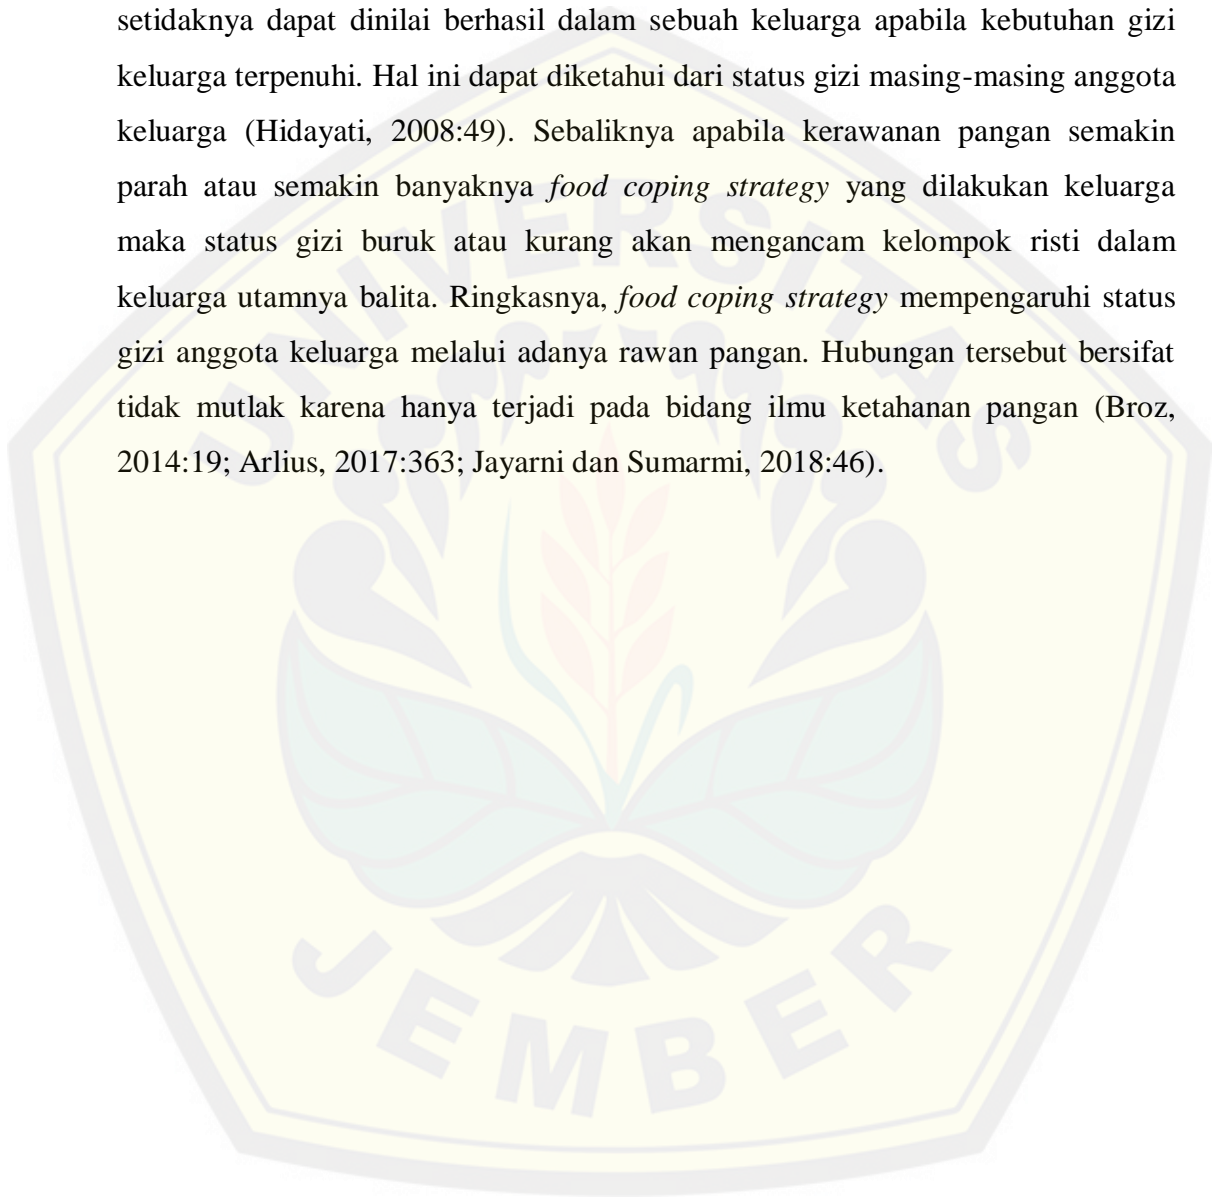 setidaknya dapat dinilai berhasil dalam sebuah keluarga apabila kebutuhan gizi
keluarga terpenuhi. Hal ini dapat diketahui dari status gizi masing-masing anggota
keluarga (Hidayati, 2008:49). Sebaliknya apabila kerawanan pangan semakin
parah atau semakin banyaknya food coping strategy yang dilakukan keluarga
maka status gizi buruk atau kurang akan mengancam kelompok risti dalam
keluarga utamnya balita. Ringkasnya, food coping strategy mempengaruhi status
gizi anggota keluarga melalui adanya rawan pangan. Hubungan tersebut bersifat
tidak mutlak karena hanya terjadi pada bidang ilmu ketahanan pangan (Broz,
2014:19; Arlius, 2017:363; Jayarni dan Sumarmi, 2018:46).
UNIVERSITAS
JEMBER